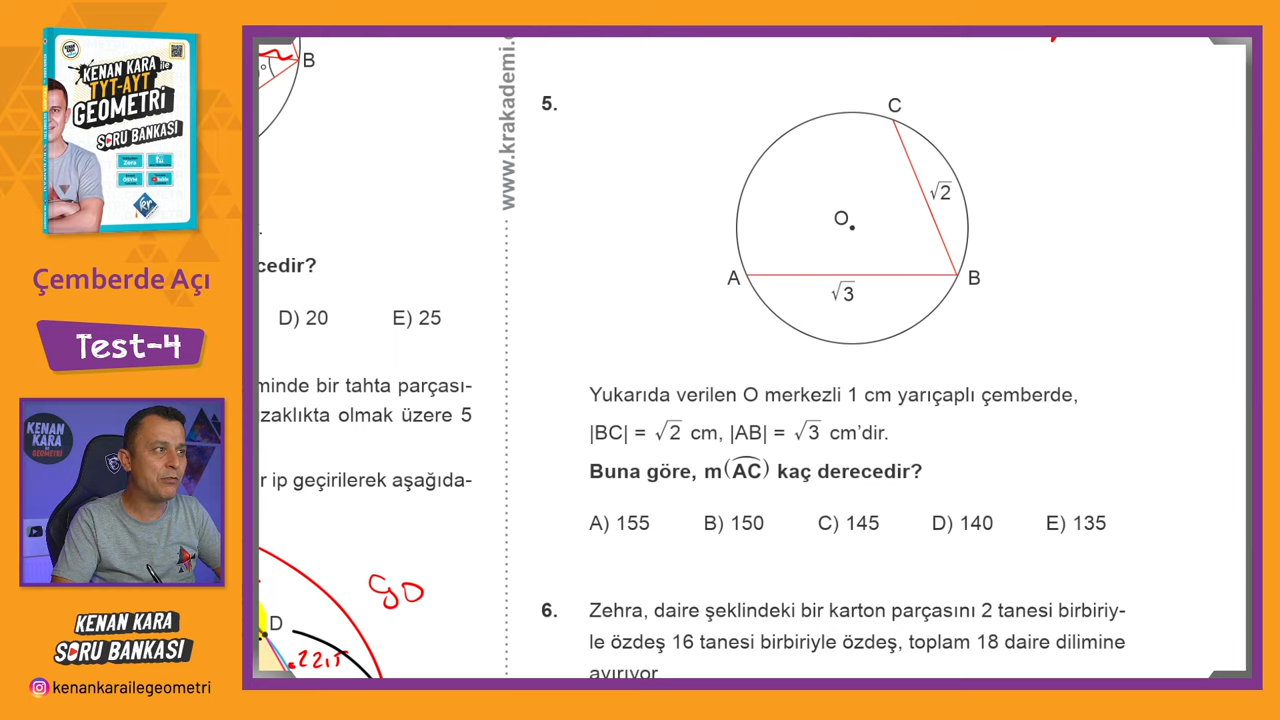 KENAN KARA ile
TYT-AYT
GEOMETRİ
SORU BANKASI
Çemberde Açı
Test-4
KENAN
KARA
GEOMETRİ
KENAN KARA
SORU BANKASI
kenankarailegeometri
B
cedir?
D) 20 E) 25
minde bir tahta parçası-
zaklıkta olmak üzere 5
r ip geçirilerek aşağıda-
90
D
22,5
www.krakademi.
5.
C
√2
O
A
B
√3
Yukarıda verilen O merkezli 1 cm yarıçaplı çemberde,
|BC| = √2 cm, |AB| = √3 cm’dir.
Buna göre, m(AC) kaç derecedir?
A) 155 B) 150 C) 145 D) 140 E) 135
6. Zehra, daire şeklindeki bir karton parçasını 2 tanesi birbiriy-
le özdeş 16 tanesi birbiriyle özdeş, toplam 18 daire dilimine
ayırıyor